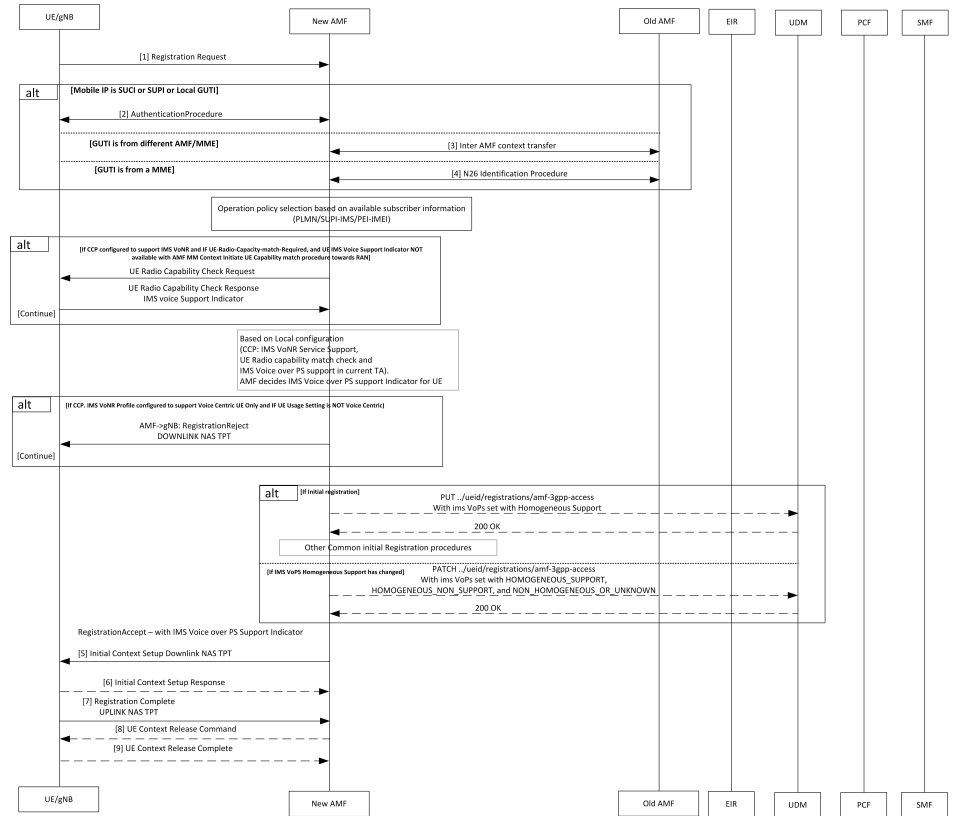 UE/gNB
New AMF
Old AMF
EIR
UDM
PCF
SMF
[1] Registration Request
alt
[Mobile IP is SUCI or SUPI or Local GUTI]
[2] AuthenticationProcedure
[GUTI is from different AMF/MME]
[3] Inter AMF context transfer
[GUTI is from a MME]
[4] N26 Identification Procedure
Operation policy selection based on available subscriber information
(PLMN/SUPI-IMS/PEI-IMEI)
alt
[If CCP configured to support IMS VoNR and IF UE-Radio-Capacity-match-Required, and UE IMS Voice Support Indicator NOT
available with AMF MM Context Initiate UE Capability match procedure towards RAN]
UE Radio Capability Check Request
UE Radio Capability Check Response
IMS voice Support Indicator
[Continue]
Based on Local configuration
(CCP: IMS VoNR Service Support,
UE Radio capability match check and
IMS Voice over PS support in current TA).
AMF decides IMS Voice over PS support Indicator for UE
alt
[If CCP. IMS VoNR Profile configured to support Voice Centric UE Only and IF UE Usage Setting is NOT Voice Centric)
AMF->gNB: RegistrationReject
DOWNLINK NAS TPT
[Continue]
alt
[If Initial registration]
PUT ../ueid/registrations/amf-3gpp-access
With ims VoPs set with Homogeneous Support
200 OK
Other Common initial Registration procedures
[If IMS VoPS Homogeneous Support has changed]
PATCH ../ueid/registrations/amf-3gpp-access
With ims VoPs set with HOMOGENEOUS_SUPPORT,
HOMOGENEOUS_NON_SUPPORT, and NON_HOMOGENEOUS_OR_UNKNOWN
200 OK
RegistrationAccept – with IMS Voice over PS Support Indicator
[5] Initial Context Setup Downlink NAS TPT
[6] Initial Context Setup Response
[7] Registration Complete
UPLINK NAS TPT
[8] UE Context Release Command
[9] UE Context Release Complete
UE/gNB
New AMF
Old AMF
EIR
UDM
PCF
SMF